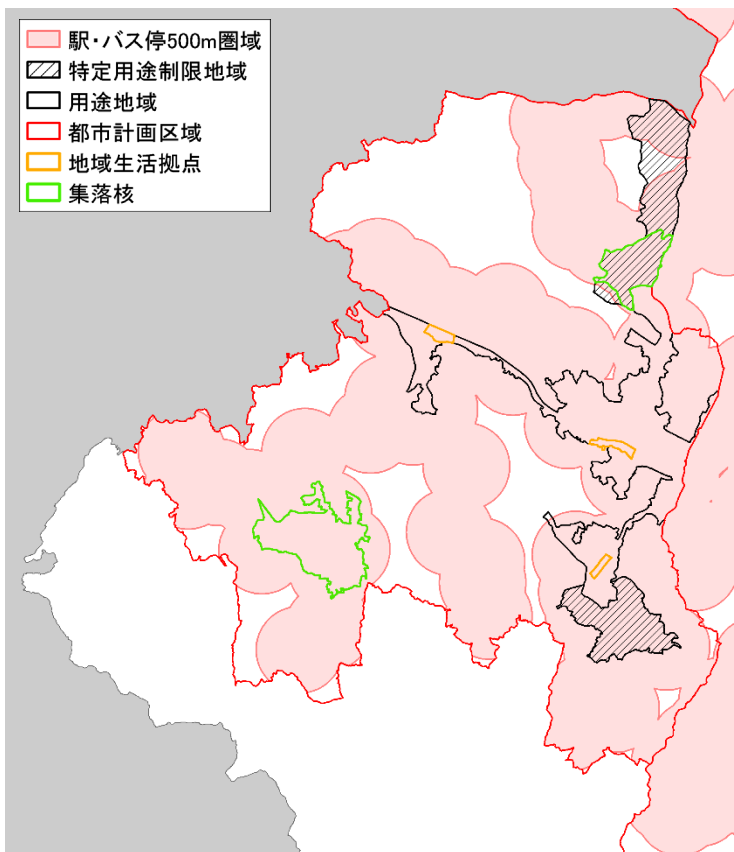 駅・バス停500m圏域
特定用途制限地域
用途地域
都市計画区域
地域生活拠点
集落核